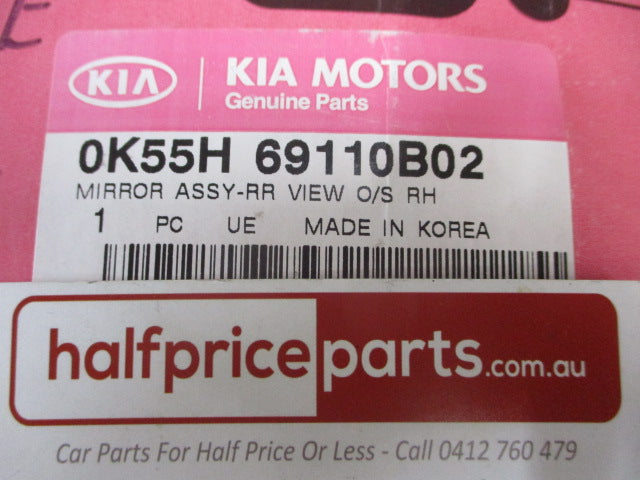 KIA
KIA MOTORS
Genuine Parts
0K55H 69110B02
MIRROR ASSY-RR VIEW O/S RH
1 PC UE MADE IN KOREA
halfpriceparts.com.au
Car Parts For Half Price Or Less - Call 0412 760 479